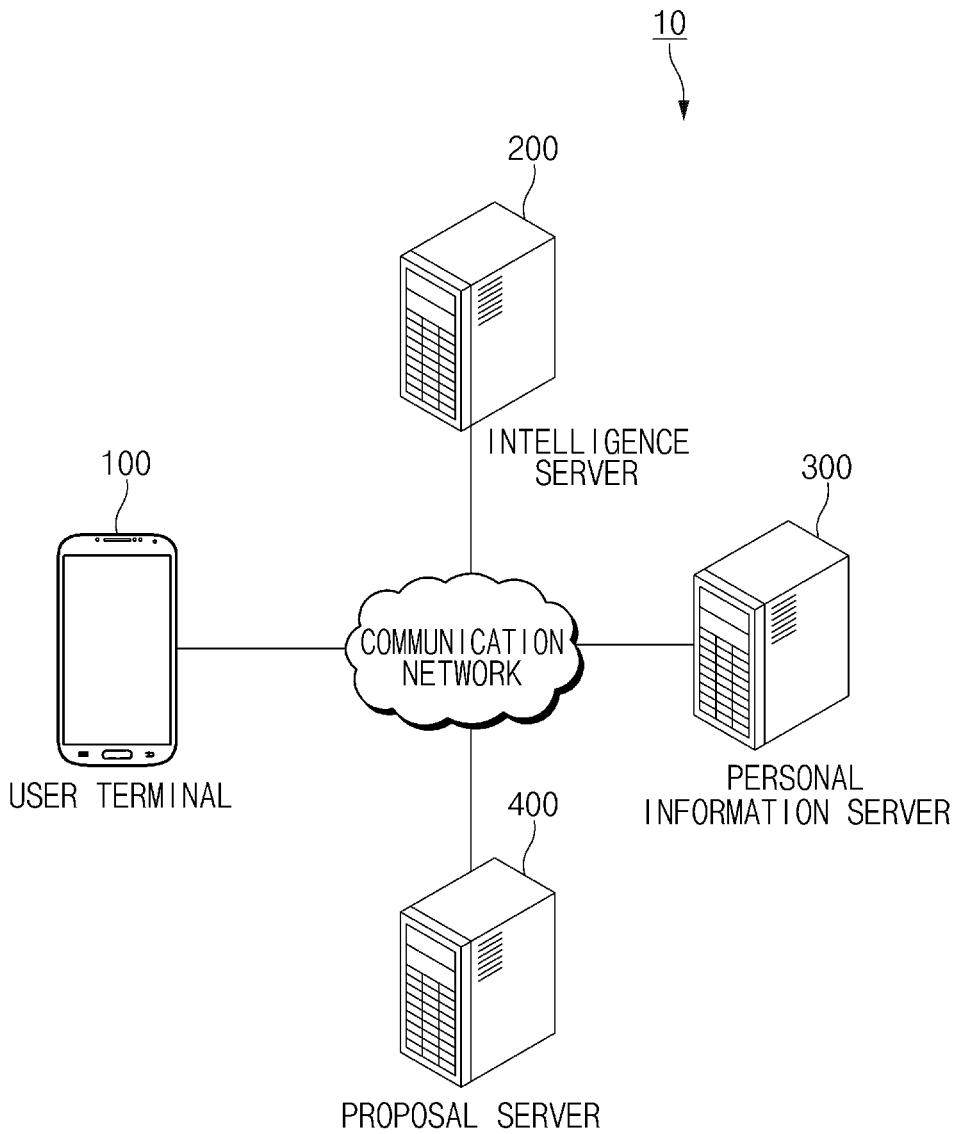 10
200
INTELLIGENCE
SERVER
100
300
COMMUNICATION
NETWORK
USER TERMINAL
PERSONAL
INFORMATION SERVER
400
PROPOSAL SERVER